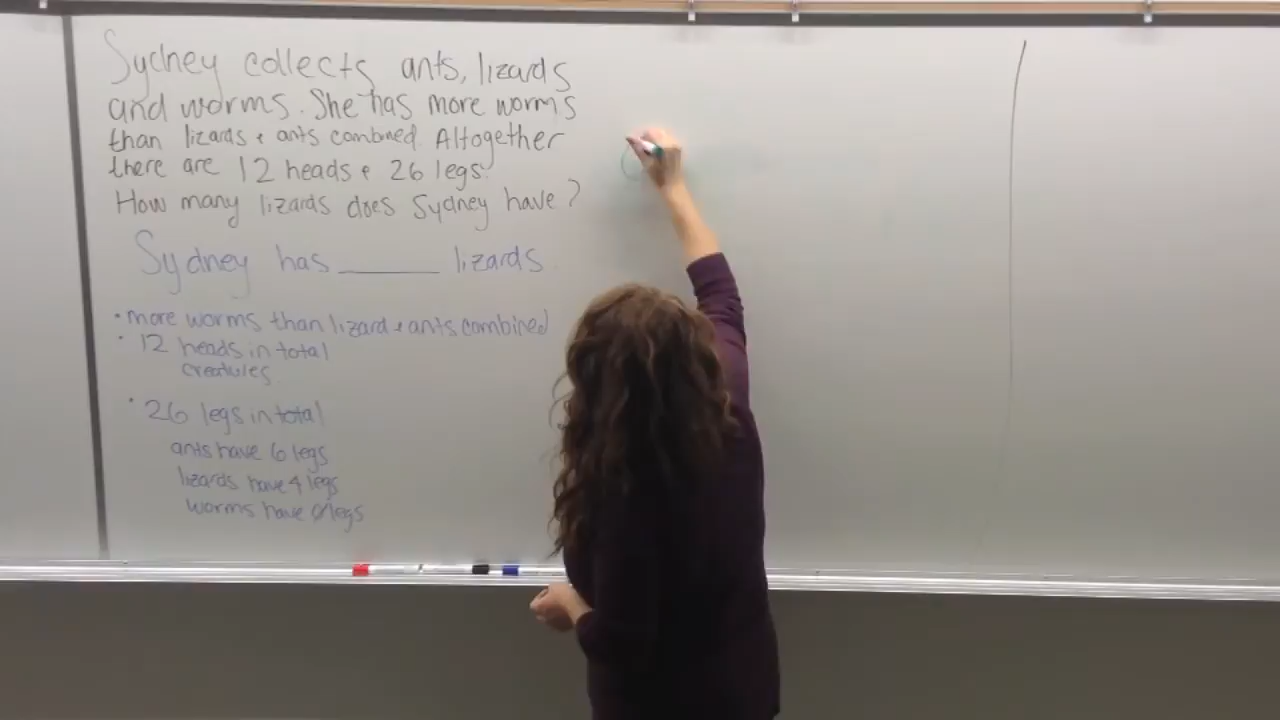 Sydney collects ants, lizards
and worms. She has more worms
than lizards + ants combined. Altogether
there are 12 heads + 26 legs.
How many lizards does Sydney have?
Sydney has _____ lizards.
• more worms than lizard + ants combined
• 12 heads in total
creatures.
• 26 legs in total
ants have 6 legs
lizards have 4 legs
worms have 0 legs